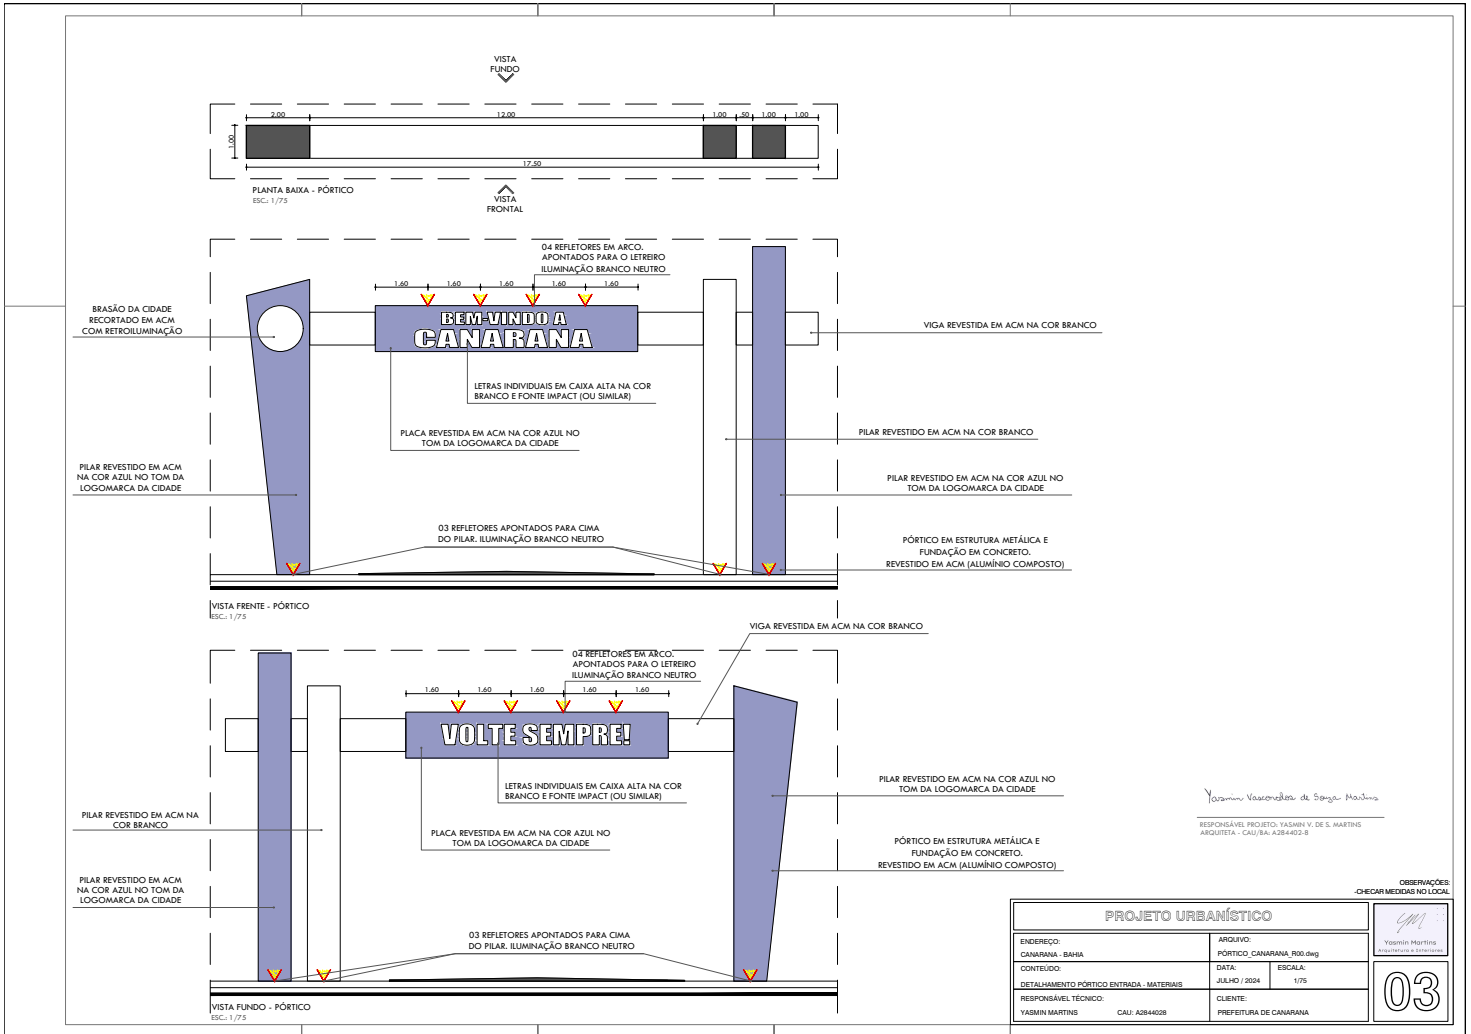 VISTA
FUNDO
2.00
12.00
1.00
.50
1.00
1.00
1.00
17.50
PLANTA BAIXA - PÓRTICO
ESC.: 1/75
VISTA
FRONTAL
04 REFLETORES EM ARCO.
APONTADOS PARA O LETREIRO
ILUMINAÇÃO BRANCO NEUTRO
1.60
1.60
1.60
1.60
1.60
BRASÃO DA CIDADE
RECORTADO EM ACM
COM RETROILUMINAÇÃO
BEM-VINDO A
CANARANA
VIGA REVESTIDA EM ACM NA COR BRANCO
LETRAS INDIVIDUAIS EM CAIXA ALTA NA COR
BRANCO E FONTE IMPACT (OU SIMILAR)
PLACA REVESTIDA EM ACM NA COR AZUL NO
TOM DA LOGOMARCA DA CIDADE
PILAR REVESTIDO EM ACM NA COR BRANCO
PILAR REVESTIDO EM ACM
NA COR AZUL NO TOM DA
LOGOMARCA DA CIDADE
PILAR REVESTIDO EM ACM NA COR AZUL NO
TOM DA LOGOMARCA DA CIDADE
03 REFLETORES APONTADOS PARA CIMA
DO PILAR. ILUMINAÇÃO BRANCO NEUTRO
PÓRTICO EM ESTRUTURA METÁLICA E
FUNDAÇÃO EM CONCRETO.
REVESTIDO EM ACM (ALUMÍNIO COMPOSTO)
VISTA FRENTE - PÓRTICO
ESC.: 1/75
VIGA REVESTIDA EM ACM NA COR BRANCO
04 REFLETORES EM ARCO.
APONTADOS PARA O LETREIRO
ILUMINAÇÃO BRANCO NEUTRO
1.60
1.60
1.60
1.60
1.60
VOLTE SEMPRE!
LETRAS INDIVIDUAIS EM CAIXA ALTA NA COR
BRANCO E FONTE IMPACT (OU SIMILAR)
PILAR REVESTIDO EM ACM NA COR AZUL NO
TOM DA LOGOMARCA DA CIDADE
PILAR REVESTIDO EM ACM NA
COR BRANCO
PLACA REVESTIDA EM ACM NA COR AZUL NO
TOM DA LOGOMARCA DA CIDADE
PÓRTICO EM ESTRUTURA METÁLICA E
FUNDAÇÃO EM CONCRETO.
REVESTIDO EM ACM (ALUMÍNIO COMPOSTO)
PILAR REVESTIDO EM ACM
NA COR AZUL NO TOM DA
LOGOMARCA DA CIDADE
03 REFLETORES APONTADOS PARA CIMA
DO PILAR. ILUMINAÇÃO BRANCO NEUTRO
VISTA FUNDO - PÓRTICO
ESC.: 1/75
Yasmin Vasconcelos de Souza Martins
RESPONSÁVEL PROJETO: YASMIN V. DE S. MARTINS
ARQUITETA - CAU/BA: A284402-8
OBSERVAÇÕES:
-CHECAR MEDIDAS NO LOCAL
PROJETO URBANÍSTICO
ENDEREÇO:
CANARANA - BAHIA
ARQUIVO:
PÓRTICO_CANARANA_R00.dwg
CONTEÚDO:
DETALHAMENTO PÓRTICO ENTRADA - MATERIAIS
DATA:
JULHO / 2024
ESCALA:
1/75
RESPONSÁVEL TÉCNICO:
YASMIN MARTINS CAU: A2844028
CLIENTE:
PREFEITURA DE CANARANA
YM
Yasmin Martins
Arquitetura e Interiores
03